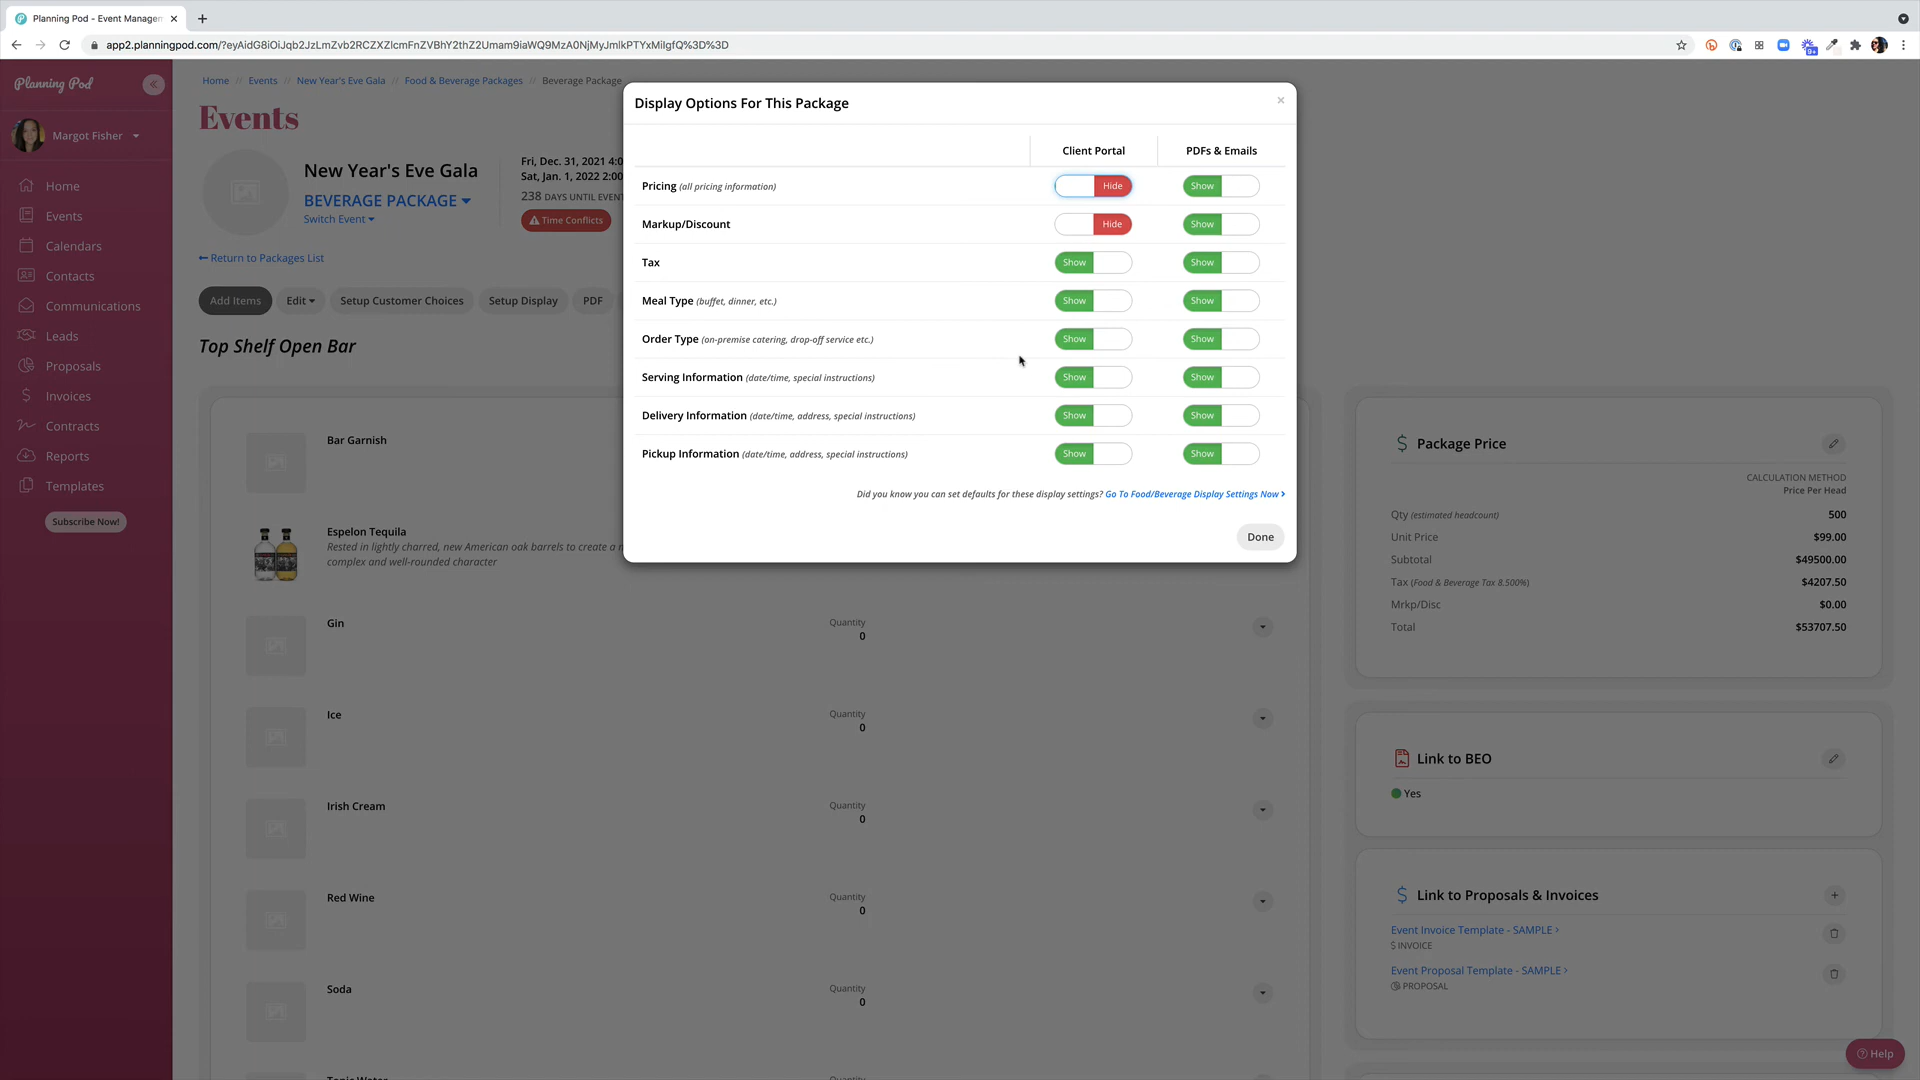 Planning Pod - Event Managem
app2.planningpod.com/?eyAidG8iOiJqb2JzLmZvb2RCZXZlcmFnZVBhY2thZ2Umam9iaWQ9MzA0NjMyJmlkPTYxMiIgfQ%3D%3D
9+
Planning Pod
Margot Fisher
Home
Events
Calendars
Contacts
Communications
Leads
Proposals
Invoices
Contracts
Reports
Templates
Subscribe Now!
Home // Events // New Year's Eve Gala // Food & Beverage Packages // Beverage Package
Events
New Year's Eve Gala
BEVERAGE PACKAGE
Switch Event
Fri, Dec. 31, 2021 4:0
Sat, Jan. 1, 2022 2:00
238 DAYS UNTIL EVENT
Time Conflicts
Return to Packages List
Add Items
Edit
Setup Customer Choices
Setup Display
PDF
Top Shelf Open Bar
Bar Garnish
Espelon Tequila
Rested in lightly charred, new American oak barrels to create a
complex and well-rounded character
Gin
Quantity
0
Ice
Quantity
0
Irish Cream
Quantity
0
Red Wine
Quantity
0
Soda
Quantity
0
Tonic Water
Quantity
Display Options For This Package
×
Client Portal
PDFs & Emails
Pricing (all pricing information)
Hide
Show
Markup/Discount
Hide
Show
Tax
Show
Show
Meal Type (buffet, dinner, etc.)
Show
Show
Order Type (on-premise catering, drop-off service etc.)
Show
Show
Serving Information (date/time, special instructions)
Show
Show
Delivery Information (date/time, address, special instructions)
Show
Show
Pickup Information (date/time, address, special instructions)
Show
Show
Did you know you can set defaults for these display settings? Go To Food/Beverage Display Settings Now
Done
Package Price
CALCULATION METHOD
Price Per Head
Qty (estimated headcount)
500
Unit Price
$99.00
Subtotal
$49500.00
Tax (Food & Beverage Tax 8.500%)
$4207.50
Mrkp/Disc
$0.00
Total
$53707.50
Link to BEO
Yes
Link to Proposals & Invoices
Event Invoice Template - SAMPLE
$ INVOICE
Event Proposal Template - SAMPLE
PROPOSAL
Help